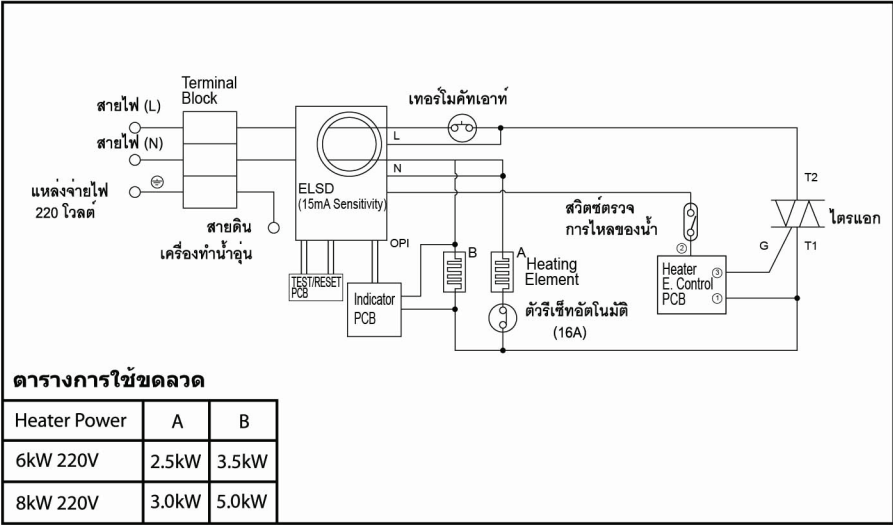 Terminal
Block
สายไฟ (L)
สายไฟ (N)
แหล่งจ่ายไฟ
220 โวลต์
สายดิน
เครื่องทำน้ำอุ่น
ELSD
(15mA Sensitivity)
L
N
เทอร์โมคัทเอาท์
OPI
TEST/RESET
PCB
Indicator
PCB
B
A
Heating
Element
ตัวรีเซ็ทอัตโนมัติ
(16A)
สวิตซ์ตรวจ
การไหลของน้ำ
②
Heater
E. Control
PCB
③
①
G
T2
T1
ไตรแอก
ตารางการใช้ขดลวด
Heater Power A B
6kW 220V 2.5kW 3.5kW
8kW 220V 3.0kW 5.0kW